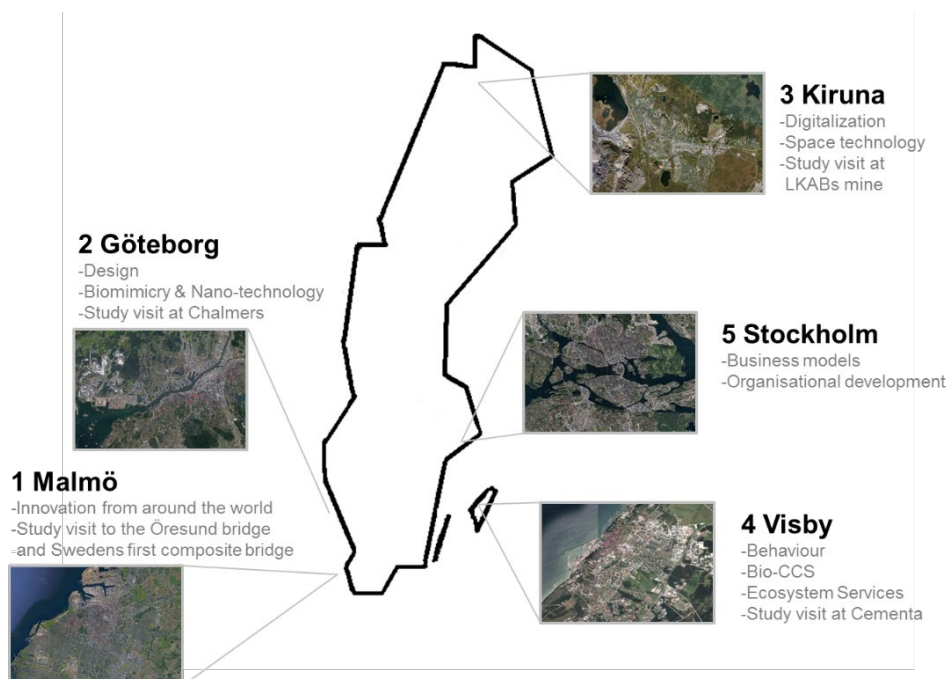 3 Kiruna
-Digitalization
-Space technology
-Study visit at
LKABs mine
2 Göteborg
-Design
-Biomimicry & Nano-technology
-Study visit at Chalmers
5 Stockholm
-Business models
-Organisational development
1 Malmö
-Innovation from around the world
-Study visit to the Öresund bridge
and Swedens first composite bridge
4 Visby
-Behaviour
-Bio-CCS
-Ecosystem Services
-Study visit at Cementa